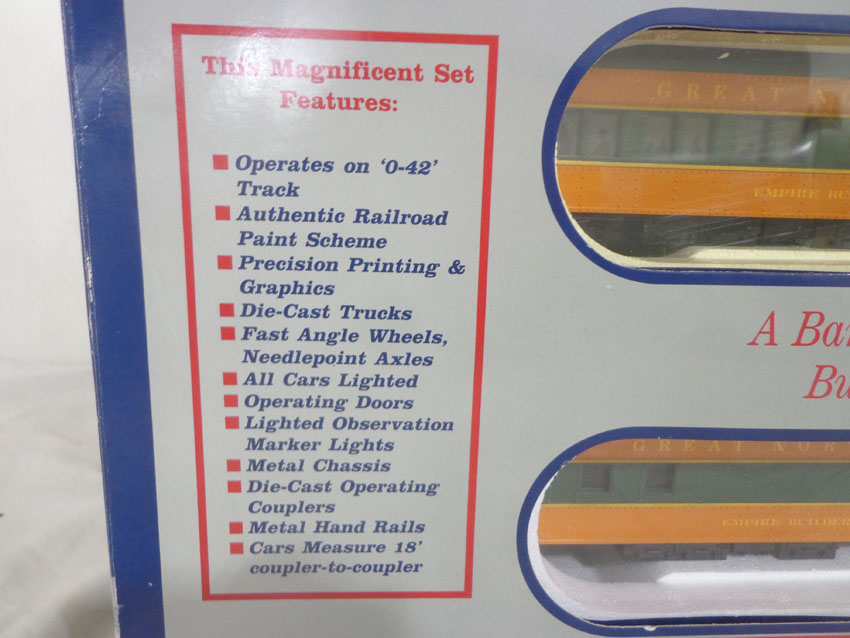 This Magnificent Set
Features:
Operates on ‘0-42’
Track
Authentic Railroad
Paint Scheme
Precision Printing &
Graphics
Die-Cast Trucks
Fast Angle Wheels,
Needlepoint Axles
All Cars Lighted
Operating Doors
Lighted Observation
Marker Lights
Metal Chassis
Die-Cast Operating
Couplers
Metal Hand Rails
Cars Measure 18’
coupler-to-coupler
GREAT NO
EMPIRE BU
A Ba
Bu
GREAT NOR
EMPIRE BUILDER